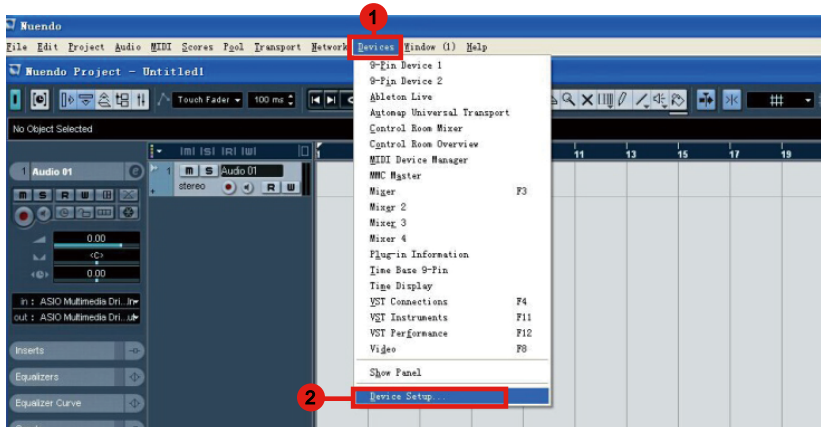 1
Nuendo
File Edit Project Audio MIDI Scores Pool Transport Network Devices Window (1) Help
Nuendo Project - Untitled1
Touch Fader 100 ms
No Object Selected
11 13 15 17 19
1 Audio 01 e
m S R W
0.00
<C>
0.00
in : ASIO Multimedia Dri...In
out : ASIO Multimedia Dri...ut
Inserts
Equalizers
Equalizer Curve
m S R W
1 m S Audio 01
stereo R W
9-Pin Device 1
9-Pin Device 2
Ableton Live
Automap Universal Transport
Control Room Mixer
Control Room Overview
MIDI Device Manager
MMC Master
Mixer F3
Mixer 2
Mixer 3
Mixer 4
Plug-in Information
Time Base 9-Pin
Time Display
VST Connections F4
VST Instruments F11
VST Performance F12
Video F8
Show Panel
2
Device Setup...